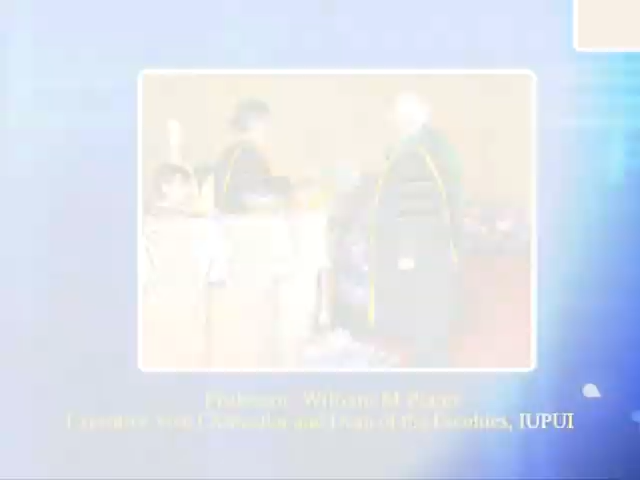 Professor William M Plater
Executive Vice Chancellor and Dean of the Faculties, IUPUI